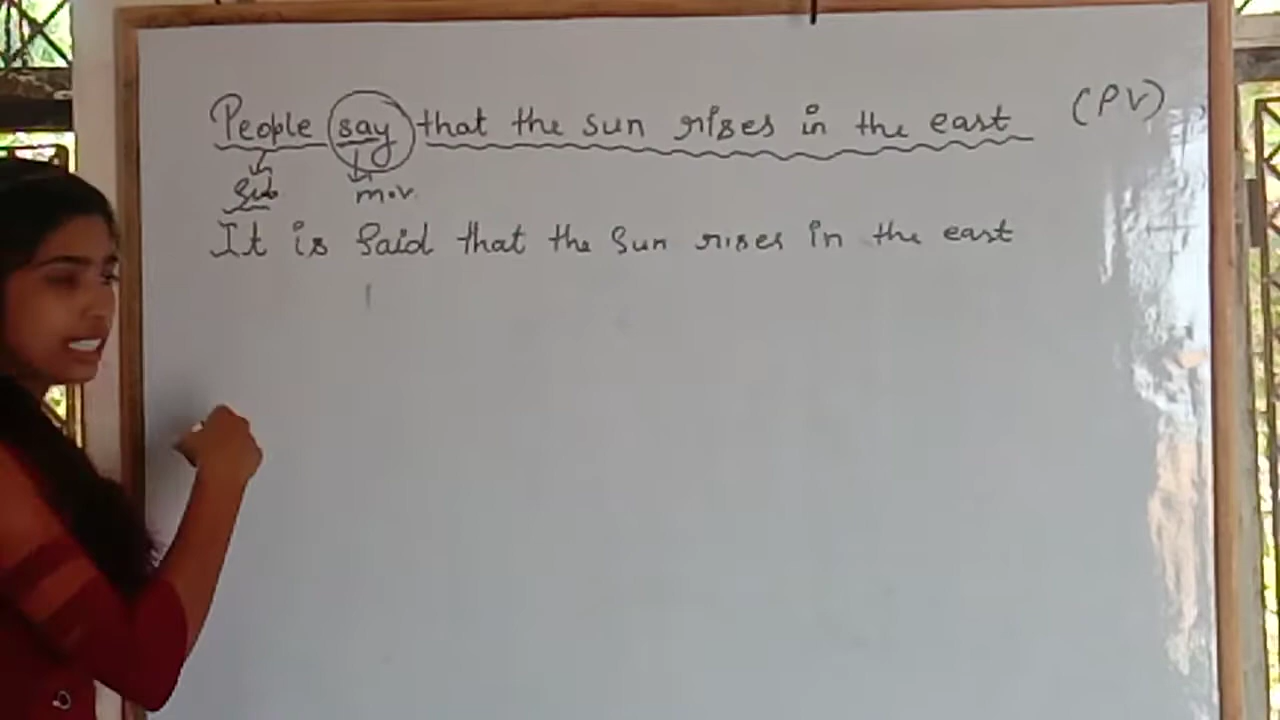 People say that the sun rises in the east (PV)
Sub m.v.
It is Said that the Sun rises in the east